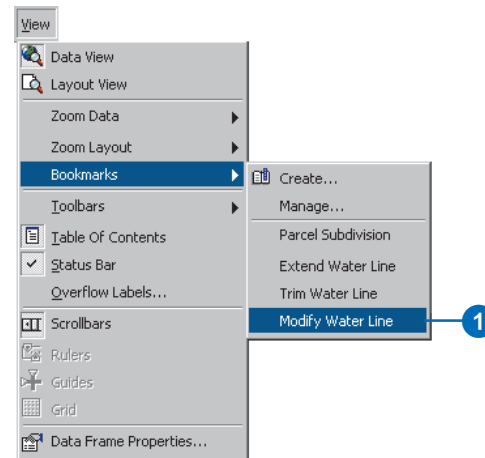 View
Data View
Layout View
Zoom Data
Zoom Layout
Bookmarks
Toolbars
Table Of Contents
Status Bar
Overflow Labels...
Scrollbars
Rulers
Guides
Grid
Data Frame Properties...
Create...
Manage...
Parcel Subdivision
Extend Water Line
Trim Water Line
Modify Water Line
1